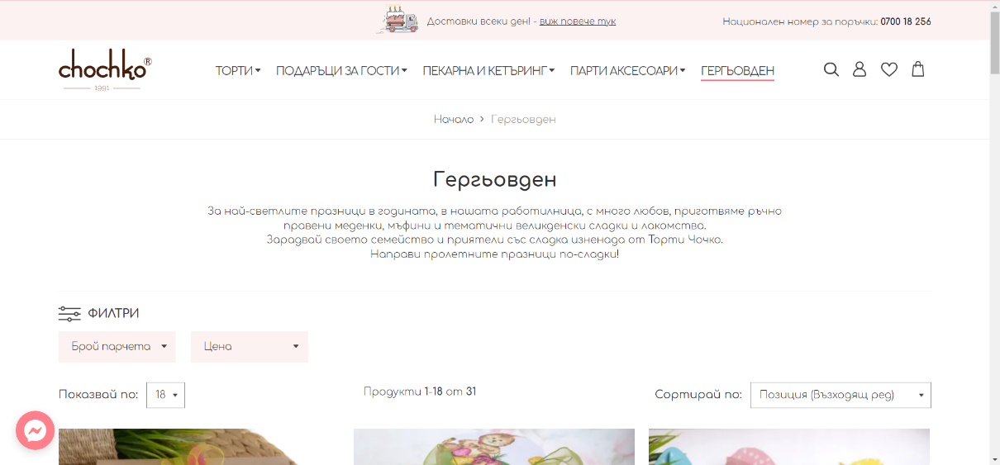 Доставки всеки ден! - виж повече тук
Национален номер за поръчки: 0700 18 256
chochko®
1991
ТОРТИ
ПОДАРЪЦИ ЗА ГОСТИ
ПЕКАРНА И КЕТЪРИНГ
ПАРТИ АКСЕСОАРИ
ГЕРГЬОВДЕН
Начало > Гергьовден
Гергьовден
За най-светлите празници в годината, в нашата работилница, с много любов, приготвяме ръчно
правени меденки, мъфини и тематични великденски сладки и лакомства.
Зарадвай своето семейство и приятели със сладка изненада от Торти Чочко.
Направи пролетните празници по-сладки!
ФИЛТРИ
Брой парчета
Цена
Показвай по: 18
Продукти 1-18 от 31
Сортирай по: Позиция (Възходящ ред)